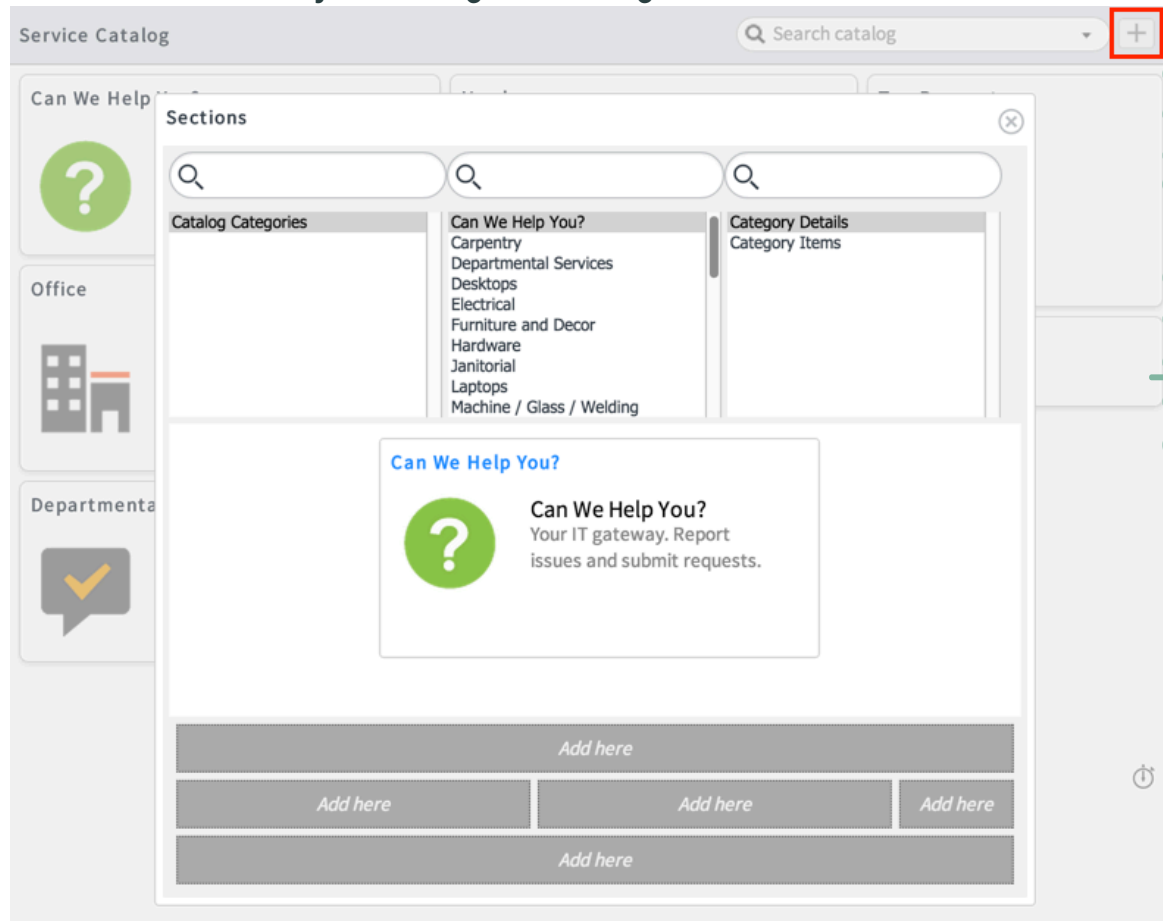 Service Catalog
Search catalog
Can We Help
Sections
Catalog Categories
Can We Help You?
Carpentry
Departmental Services
Desktops
Electrical
Furniture and Decor
Hardware
Janitorial
Laptops
Machine / Glass / Welding
Category Details
Category Items
Office
Can We Help You?
Can We Help You?
Your IT gateway. Report
issues and submit requests.
Departmenta
Add here
Add here
Add here
Add here
Add here